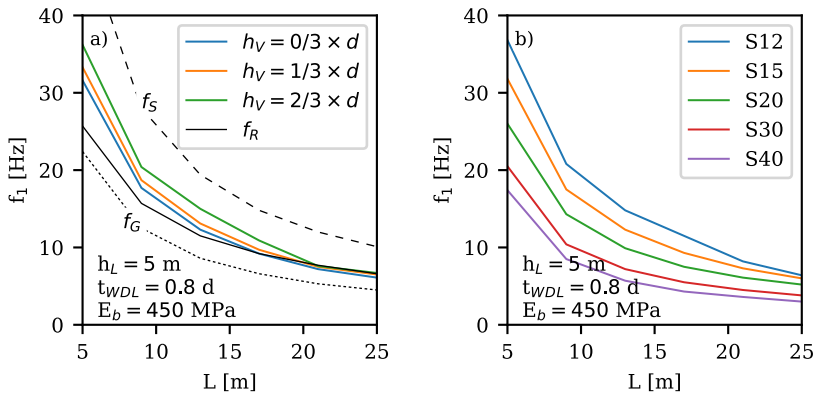 a)
h_V = 0/3 × d
h_V = 1/3 × d
h_V = 2/3 × d
f_R
f_S
f_G
h_L = 5 m
t_WDL = 0.8 d
E_b = 450 MPa
40
30
20
10
0
f_1 [Hz]
5 10 15 20 25
L [m]
b)
S12
S15
S20
S30
S40
h_L = 5 m
t_WDL = 0.8 d
E_b = 450 MPa
40
30
20
10
0
f_1 [Hz]
5 10 15 20 25
L [m]